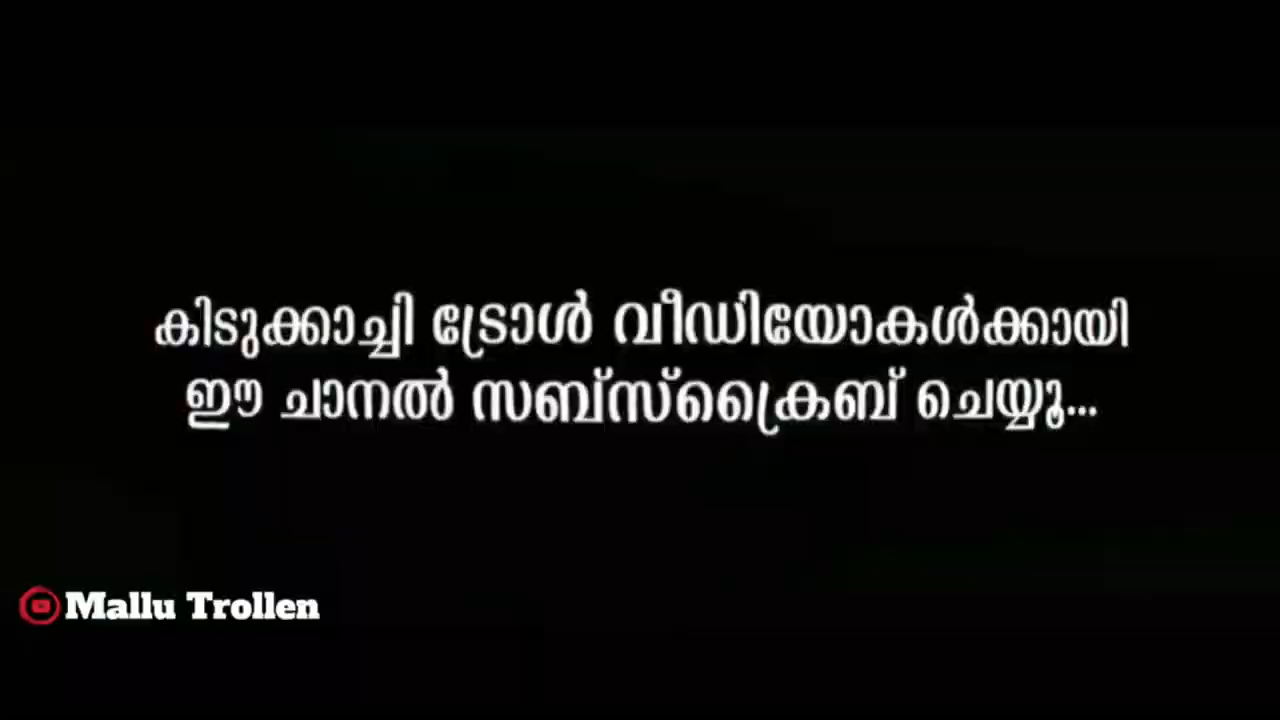 കിടുക്കാച്ചി ട്രോൾ വീഡിയോകൾക്കായി
ഈ ചാനൽ സബ്സ്ക്രൈബ് ചെയ്യൂ...
Mallu Trollen